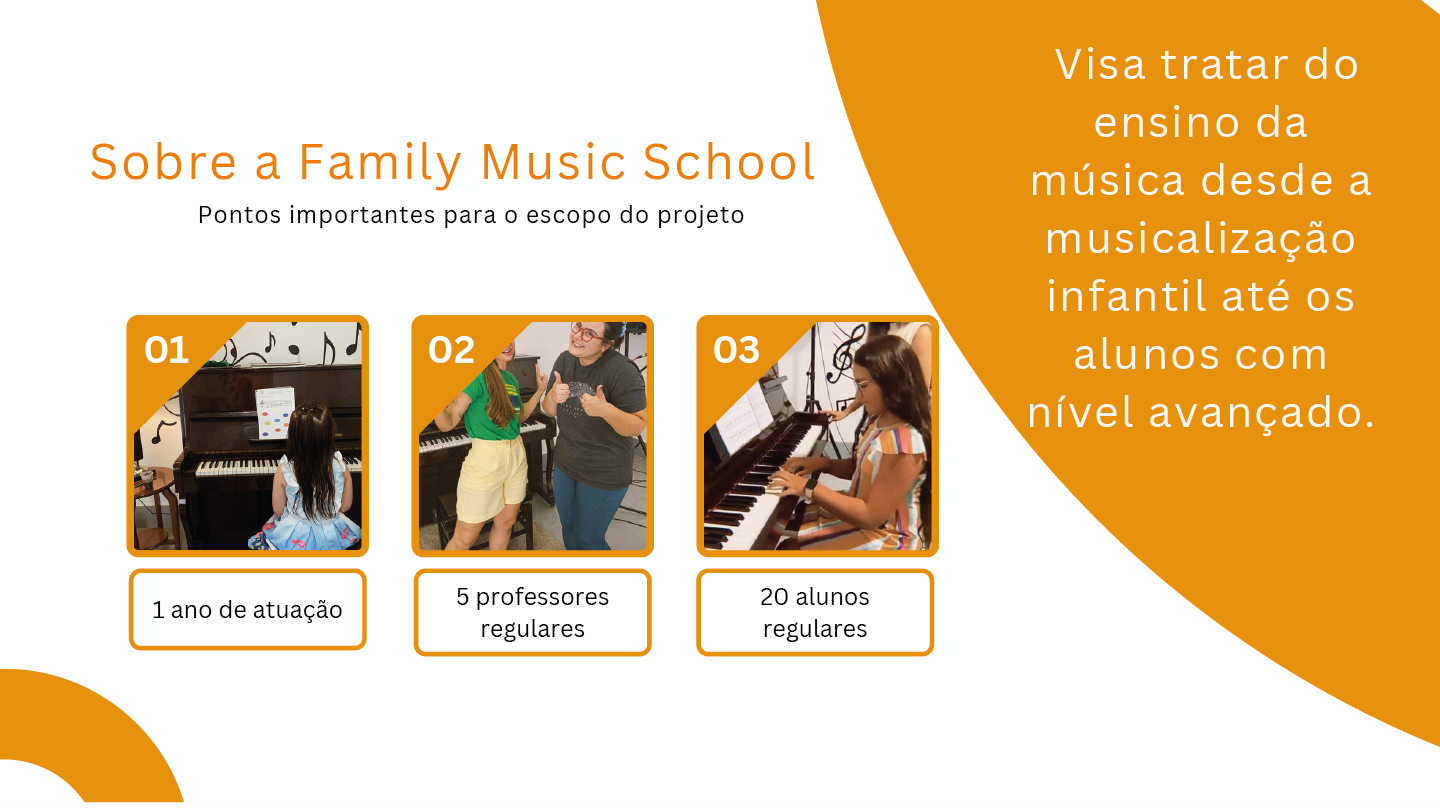 Sobre a Family Music School
Pontos importantes para o escopo do projeto
01
02
03
1 ano de atuação
5 professores
regulares
20 alunos
regulares
Visa tratar do
ensino da
música desde a
musicalização
infantil até os
alunos com
nível avançado.